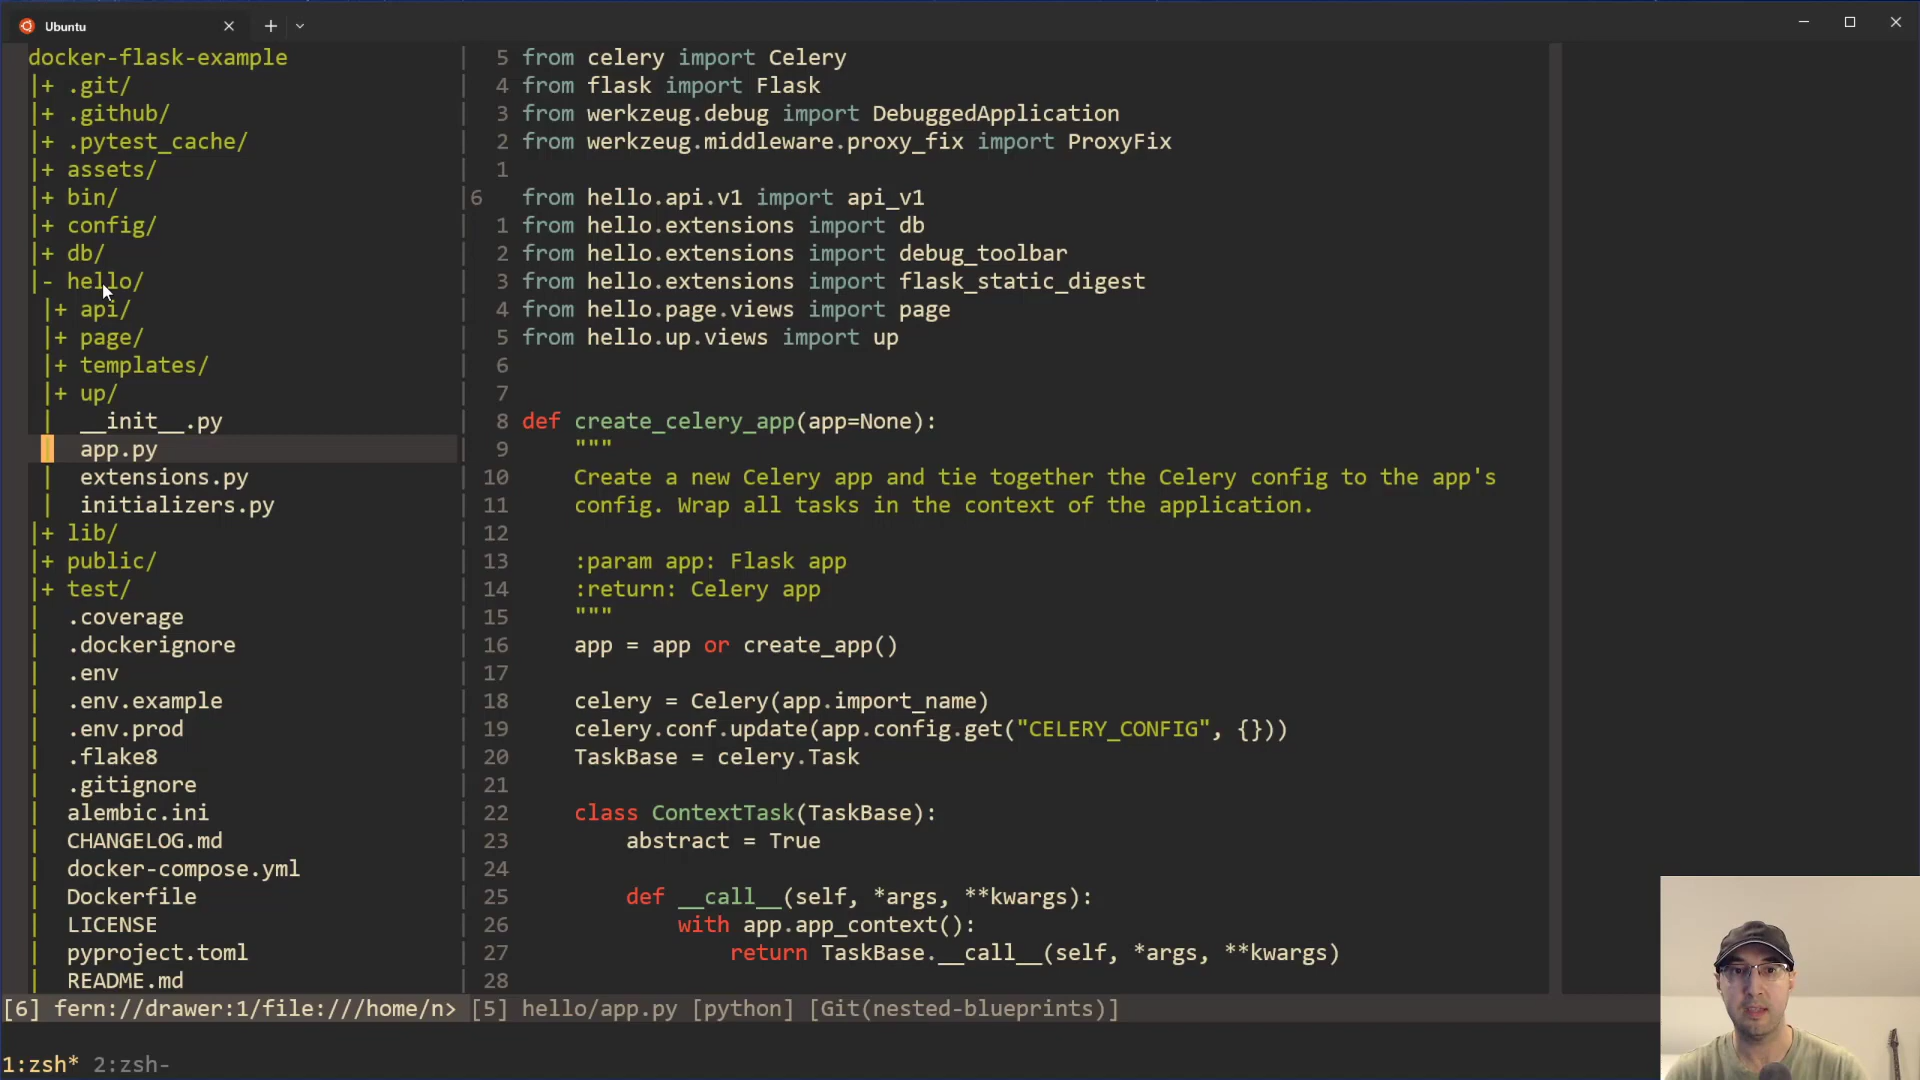 Ubuntu
docker-flask-example
|+ .git/
|+ .github/
|+ .pytest_cache/
|+ assets/
|+ bin/
|+ config/
|+ db/
|- hello/
|+ api/
|+ page/
|+ templates/
|+ up/
| __init__.py
app.py
| extensions.py
| initializers.py
|+ lib/
|+ public/
|+ test/
| .coverage
| .dockerignore
| .env
| .env.example
| .env.prod
| .flake8
| .gitignore
| alembic.ini
| CHANGELOG.md
| docker-compose.yml
| Dockerfile
| LICENSE
| pyproject.toml
| README.md
5 from celery import Celery
4 from flask import Flask
3 from werkzeug.debug import DebuggedApplication
2 from werkzeug.middleware.proxy_fix import ProxyFix
1
6 from hello.api.v1 import api_v1
1 from hello.extensions import db
2 from hello.extensions import debug_toolbar
3 from hello.extensions import flask_static_digest
4 from hello.page.views import page
5 from hello.up.views import up
6
7
8 def create_celery_app(app=None):
9 """
10 Create a new Celery app and tie together the Celery config to the app's
11 config. Wrap all tasks in the context of the application.
12
13 :param app: Flask app
14 :return: Celery app
15 """
16 app = app or create_app()
17
18 celery = Celery(app.import_name)
19 celery.conf.update(app.config.get("CELERY_CONFIG", {}))
20 TaskBase = celery.Task
21
22 class ContextTask(TaskBase):
23 abstract = True
24
25 def __call__(self, *args, **kwargs):
26 with app.app_context():
27 return TaskBase.__call__(self, *args, **kwargs)
28
[6] fern://drawer:1/file:///home/n> [5] hello/app.py [python] [Git(nested-blueprints)]
1:zsh* 2:zsh-